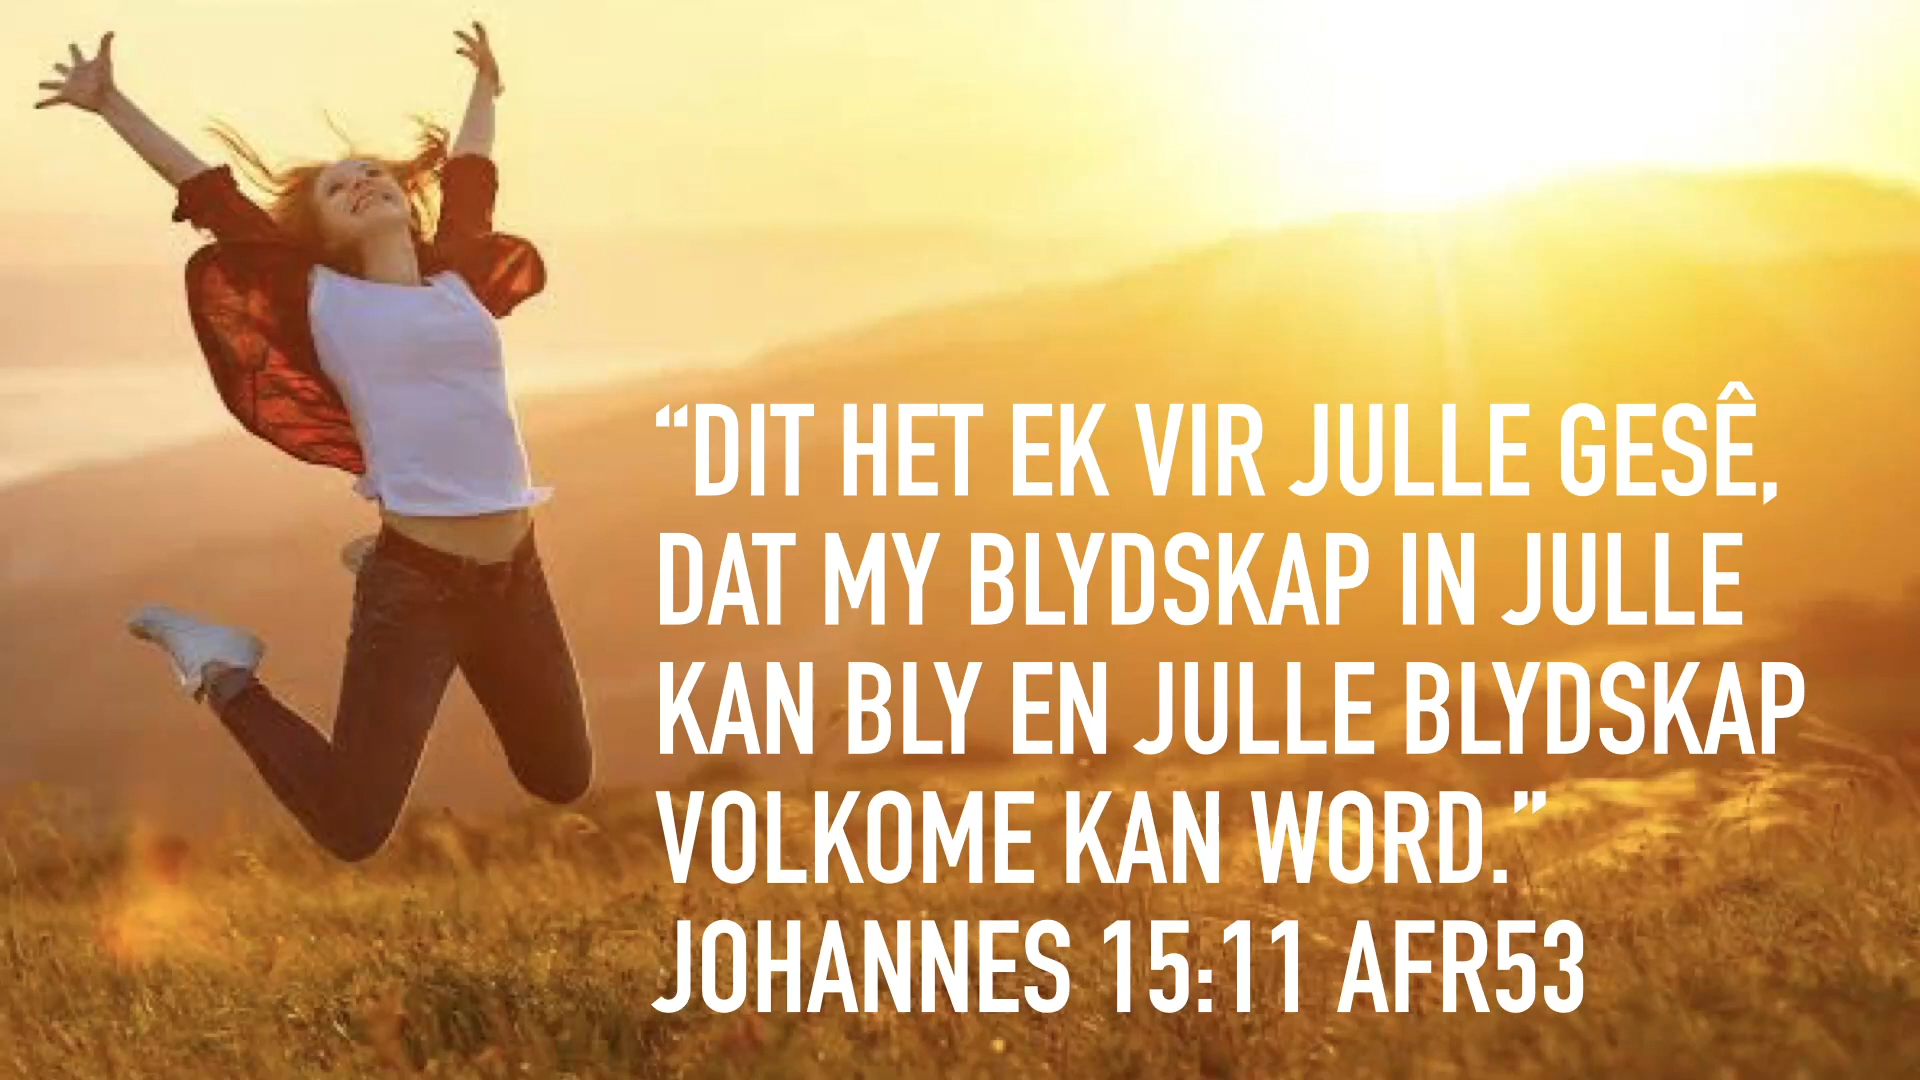 “DIT HET EK VIR JULLE GESÊ,
DAT MY BLYDSKAP IN JULLE
KAN BLY EN JULLE BLYDSKAP
VOLKOME KAN WORD.”
JOHANNES 15:11 AFR53